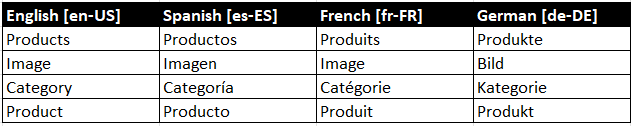 English [en-US] Spanish [es-ES] French [fr-FR] German [de-DE]
Products Productos Produits Produkte
Image Imagen Image Bild
Category Categoría Catégorie Kategorie
Product Producto Produit Produkt